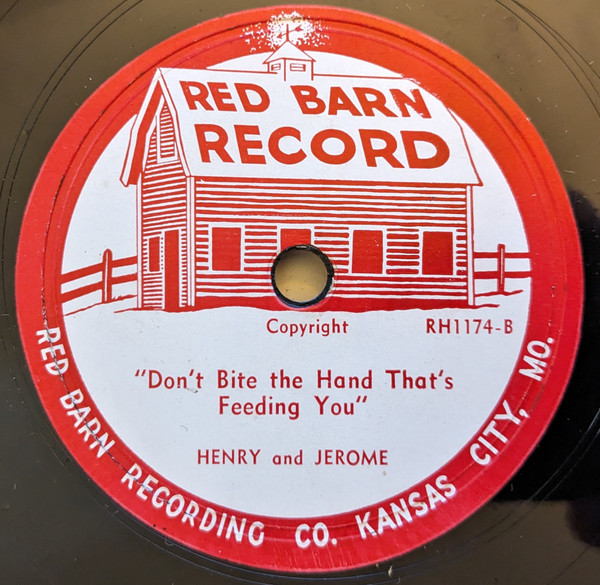 RED BARN
RECORD
Copyright RH1174-B
"Don't Bite the Hand That's
Feeding You"
HENRY and JEROME
RED BARN RECORDING CO. KANSAS CITY, MO.